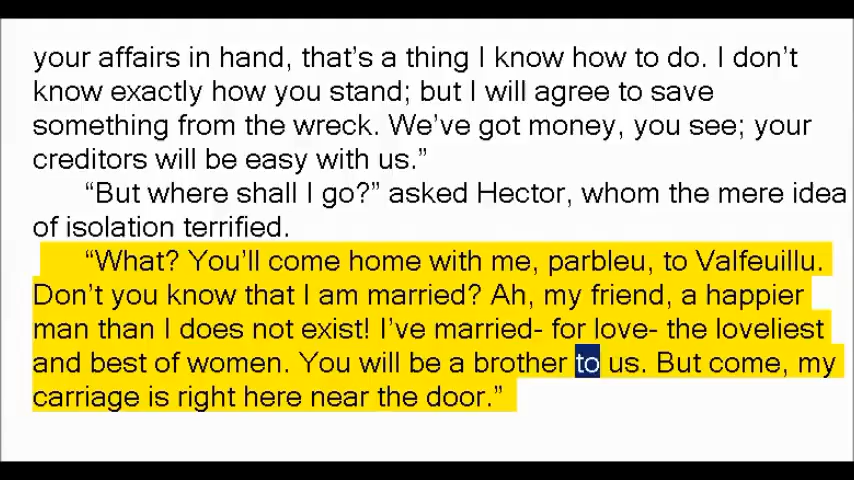 your affairs in hand, that's a thing I know how to do. I don't
know exactly how you stand; but I will agree to save
something from the wreck. We've got money, you see; your
creditors will be easy with us.”
“But where shall I go?” asked Hector, whom the mere idea
of isolation terrified.
“What? You'll come home with me, parbleu, to Valfeuillu.
Don't you know that I am married? Ah, my friend, a happier
man than I does not exist! I've married- for love- the loveliest
and best of women. You will be a brother to us. But come, my
carriage is right here near the door.”